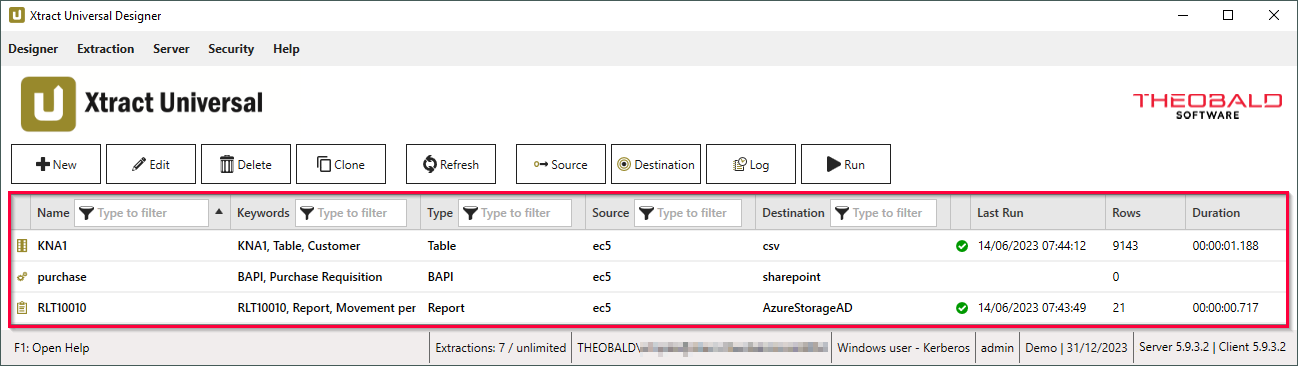 Xtract Universal Designer
Designer Extraction Server Security Help
Xtract Universal
THEOBALD
SOFTWARE
New Edit Delete Clone Refresh Source Destination Log Run
Name Type to filter Keywords Type to filter Type Type to filter Source Type to filter Destination Type to filter Last Run Rows Duration
KNA1 KNA1, Table, Customer Table ec5 csv 14/06/2023 07:44:12 9143 00:00:01.188
purchase BAPI, Purchase Requisition BAPI ec5 sharepoint 0
RLT10010 RLT10010, Report, Movement per Report ec5 AzureStorageAD 14/06/2023 07:43:49 21 00:00:00.717
F1: Open Help Extractions: 7 / unlimited THEOBALD\ Windows user - Kerberos admin Demo | 31/12/2023 Server 5.9.3.2 | Client 5.9.3.2